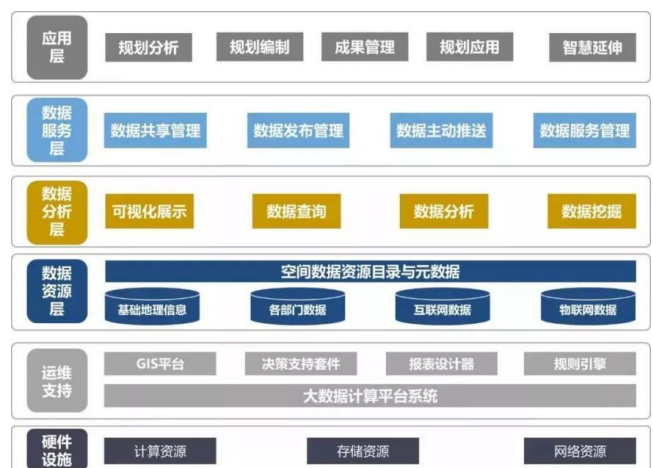 应用
层
规划分析
规划编制
成果管理
规划应用
智慧延伸
数据
服务
层
数据共享管理
数据发布管理
数据主动推送
数据服务管理
数据
分析
层
可视化展示
数据查询
数据分析
数据挖掘
数据
资源
层
空间数据资源目录与元数据
基础地理信息
各部门数据
互联网数据
物联网数据
运维
支持
GIS平台
决策支持套件
报表设计器
规则引擎
大数据计算平台系统
硬件
设施
计算资源
存储资源
网络资源